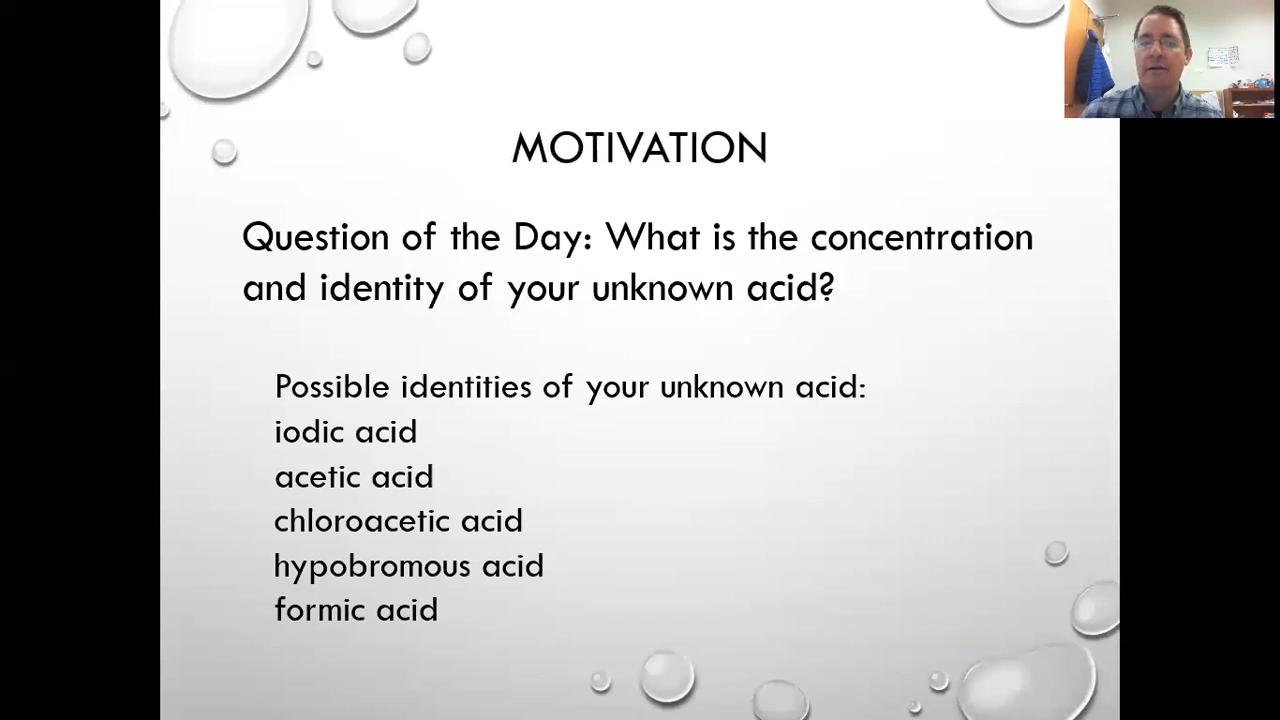 MOTIVATION
Question of the Day: What is the concentration
and identity of your unknown acid?
Possible identities of your unknown acid:
iodic acid
acetic acid
chloroacetic acid
hypobromous acid
formic acid